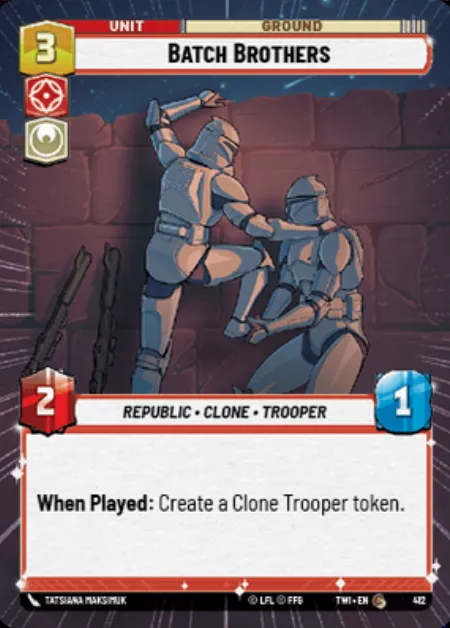 UNIT GROUND
3 BATCH BROTHERS
2 REPUBLIC • CLONE • TROOPER 1
When Played: Create a Clone Trooper token.
TATSIANA MAKSIMUK © LFL ® FFG TWI • EN C 412